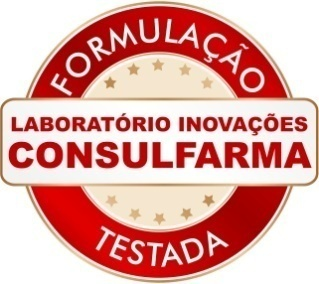 FORMULAÇÃO
LABORATÓRIO INOVAÇÕES
CONSULFARMA
TESTADA